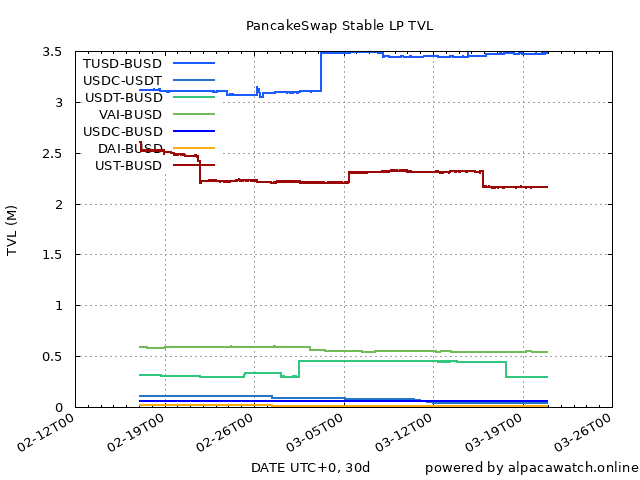 PancakeSwap Stable LP TVL
3.5
3
2.5
2
1.5
1
0.5
0
TVL (M)
TUSD-BUSD
USDC-USDT
USDT-BUSD
VAI-BUSD
USDC-BUSD
DAI-BUSD
UST-BUSD
02-12T00
02-19T00
02-26T00
03-05T00
03-12T00
03-19T00
03-26T00
DATE UTC+0, 30d
powered by alpacawatch.online